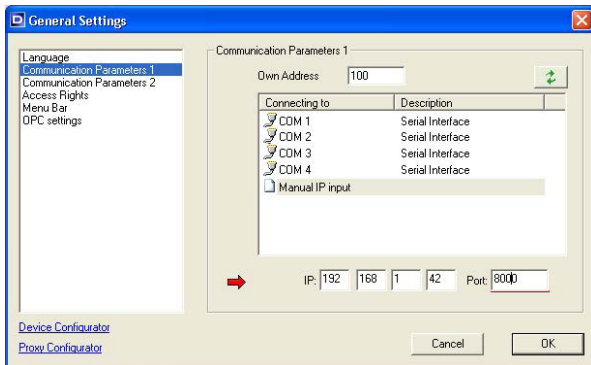 General Settings
Language
Communication Parameters 1
Communication Parameters 2
Access Rights
Menu Bar
OPC settings
Communication Parameters 1
Own Address 100
Connecting to Description
COM 1 Serial Interface
COM 2 Serial Interface
COM 3 Serial Interface
COM 4 Serial Interface
Manual IP input
IP: 192 168 1 42 Port: 8000
Device Configurator
Proxy Configurator
Cancel OK